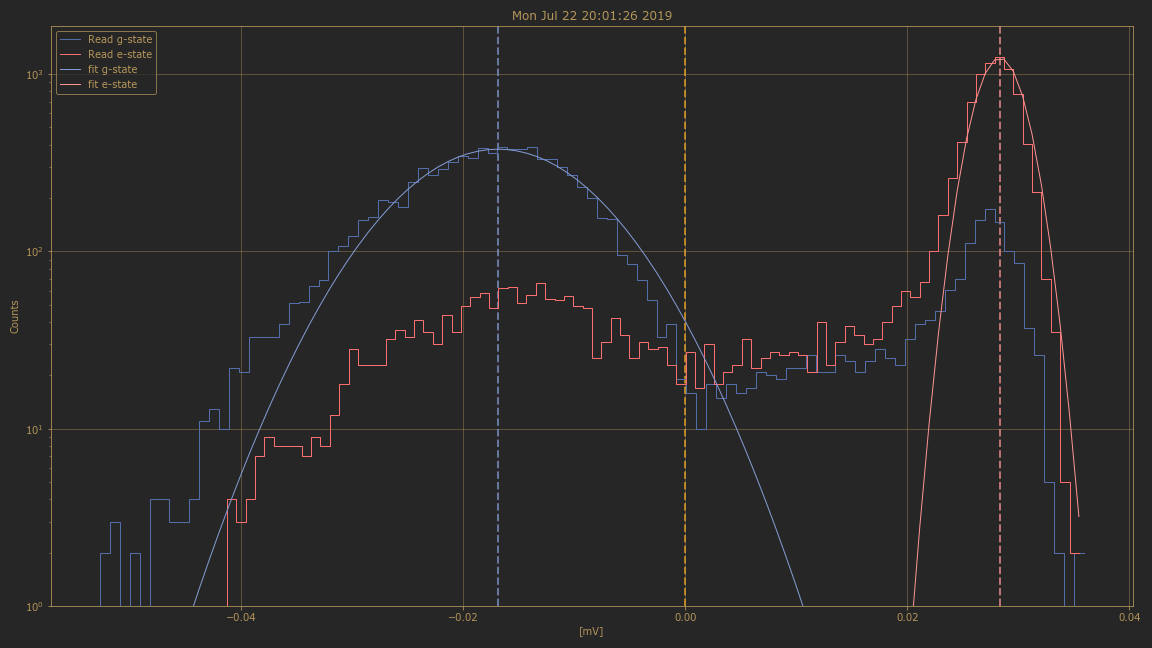 Mon Jul 22 20:01:26 2019
Read g-state
Read e-state
fit g-state
fit e-state
10³
10²
10¹
10⁰
Counts
−0.04
−0.02
0.00
0.02
0.04
[mV]